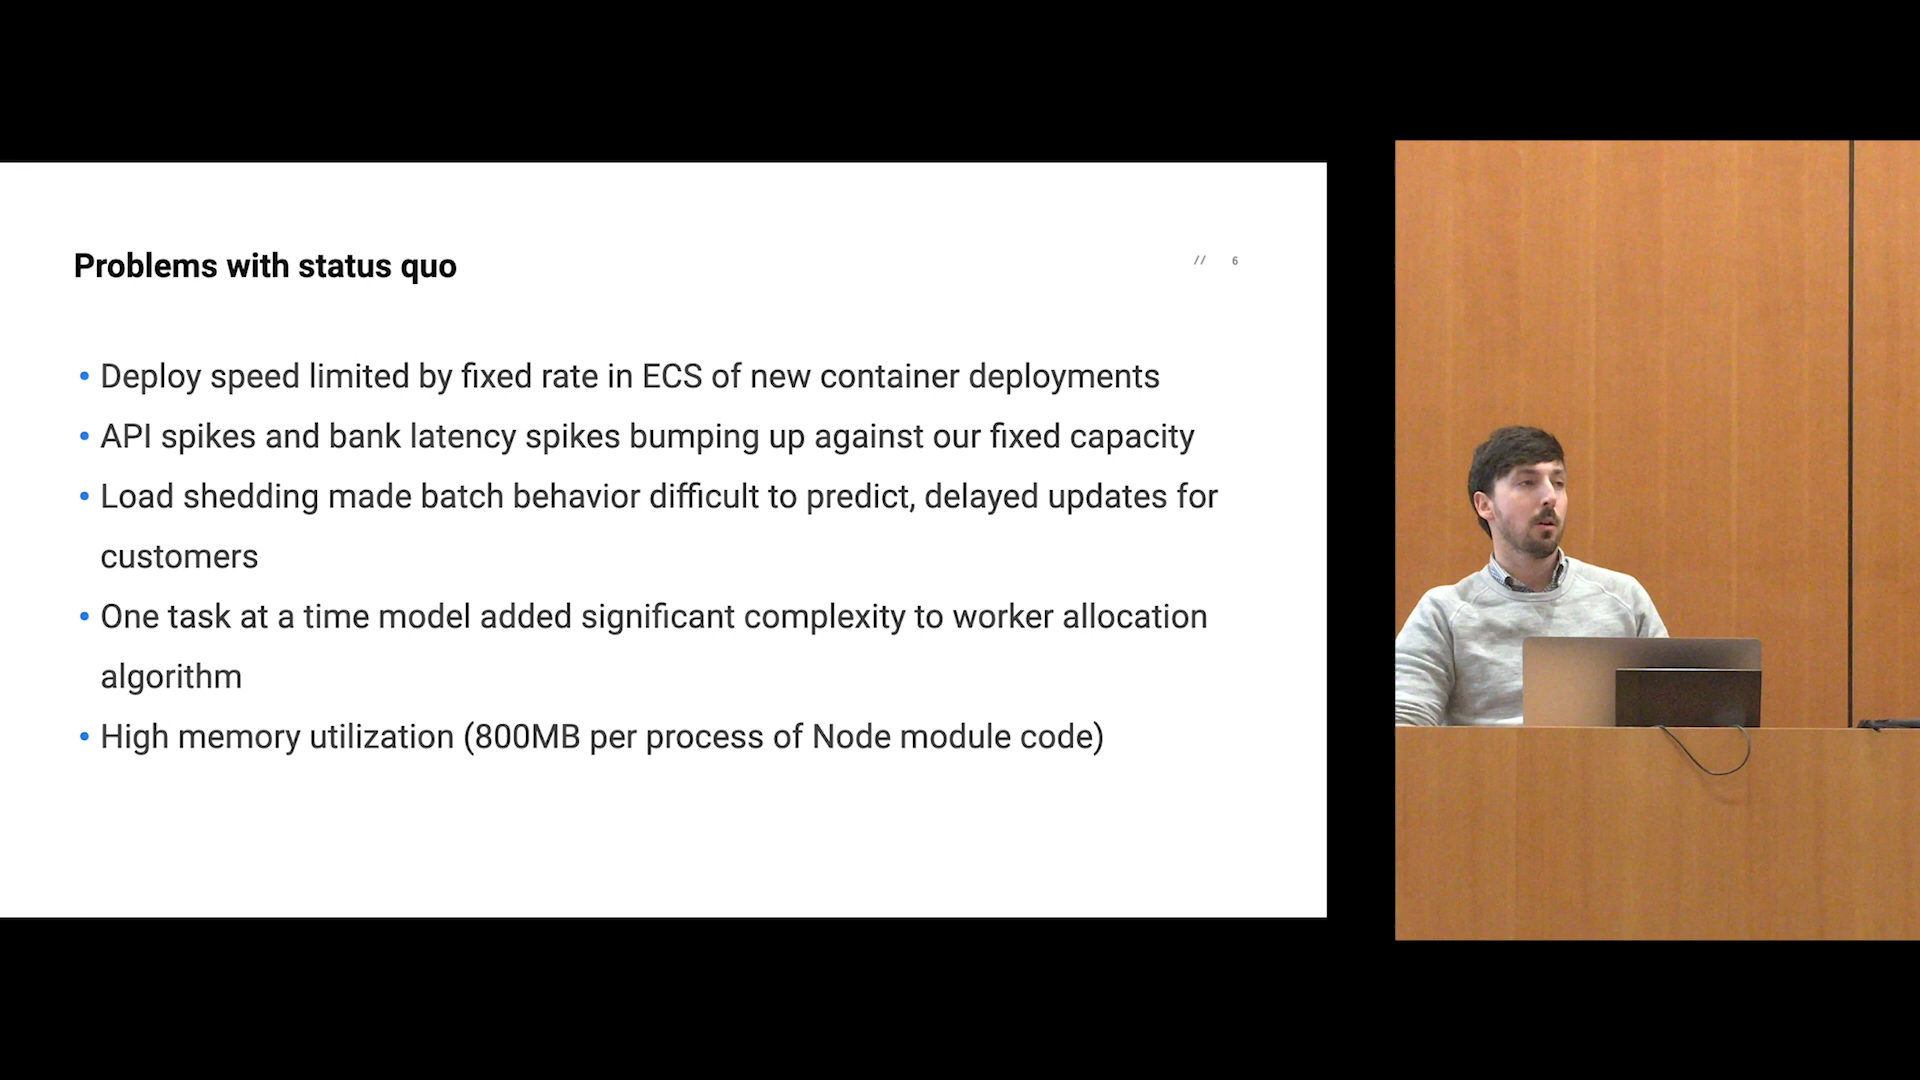 Problems with status quo
// 6
• Deploy speed limited by fixed rate in ECS of new container deployments
• API spikes and bank latency spikes bumping up against our fixed capacity
• Load shedding made batch behavior difficult to predict, delayed updates for
customers
• One task at a time model added significant complexity to worker allocation
algorithm
• High memory utilization (800MB per process of Node module code)